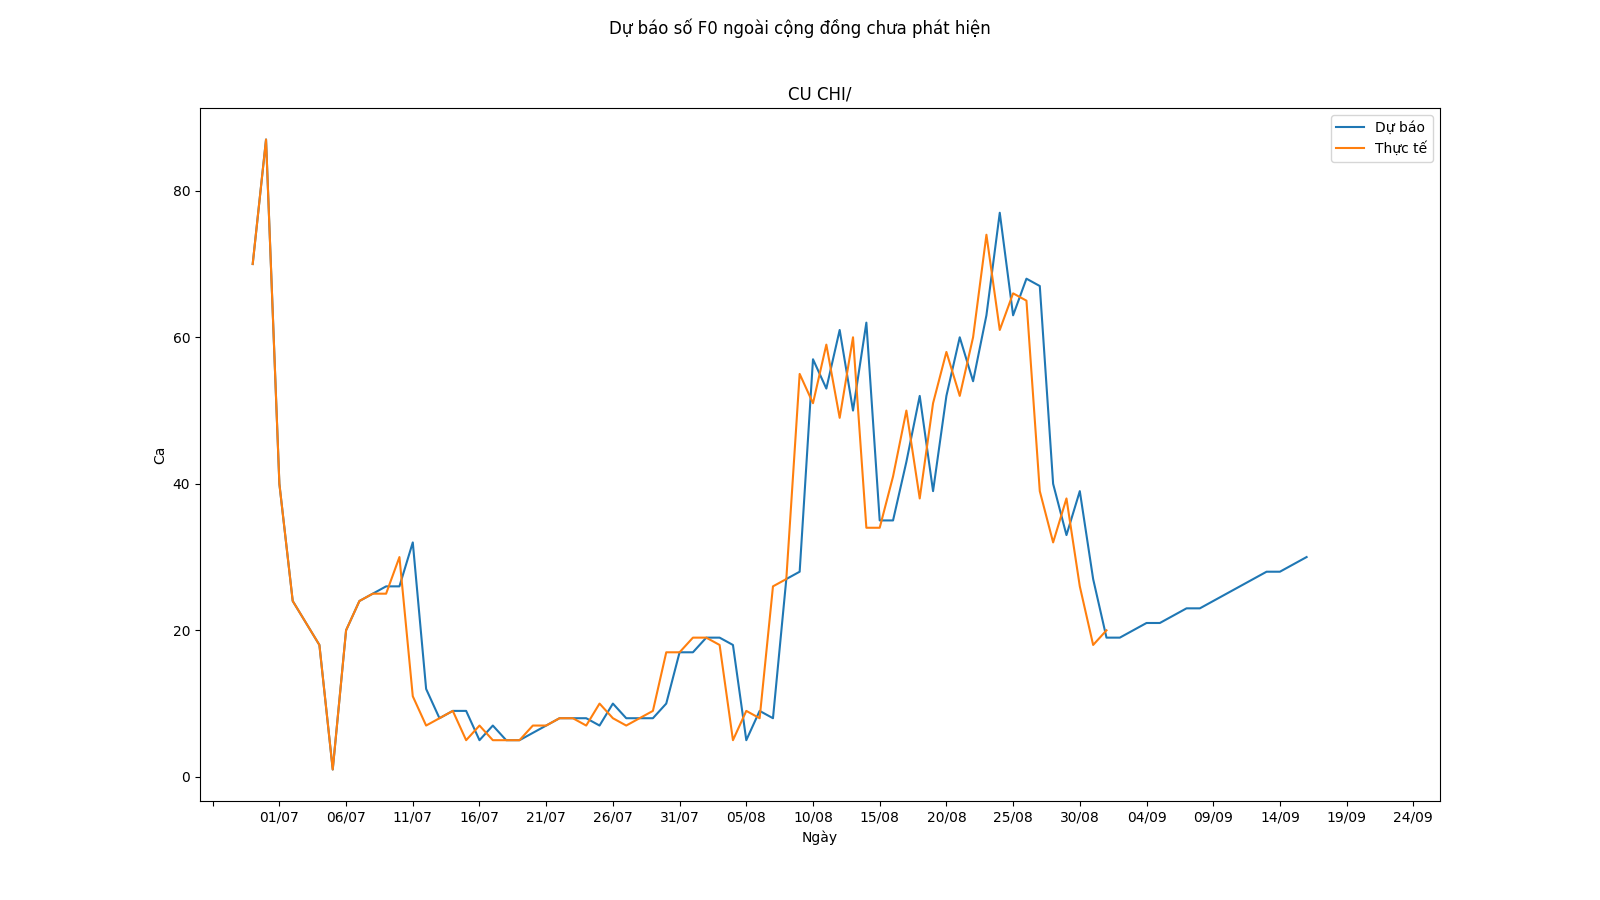 Dự báo số F0 ngoài cộng đồng chưa phát hiện
CU CHI/
Dự báo
Thực tế
80
60
40
20
0
Ca
01/07 06/07 11/07 16/07 21/07 26/07 31/07 05/08 10/08 15/08 20/08 25/08 30/08 04/09 09/09 14/09 19/09 24/09
Ngày